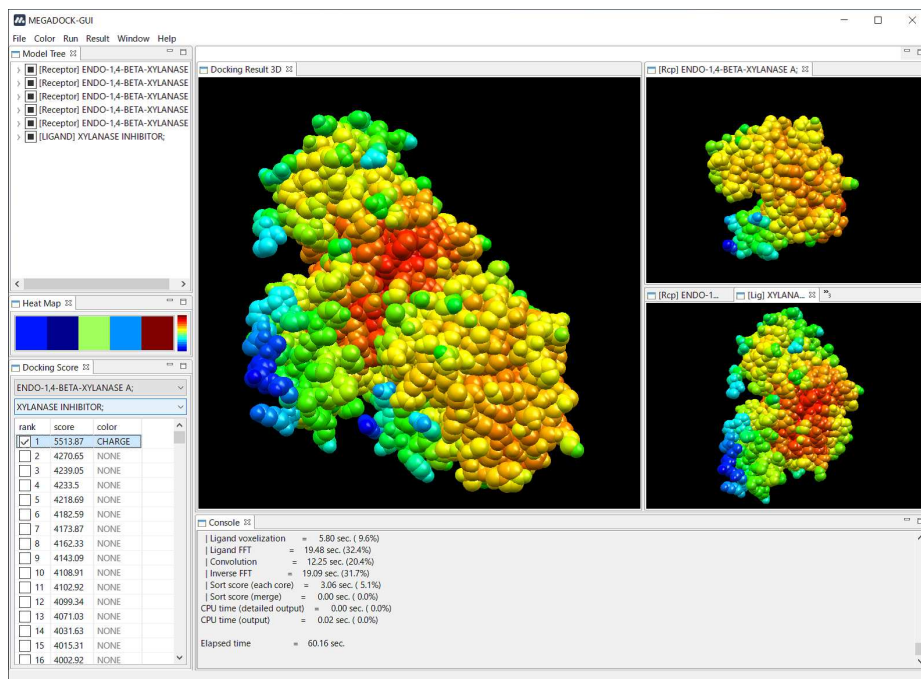 MEGADOCK-GUI
File Color Run Result Window Help
Model Tree
[Receptor] ENDO-1,4-BETA-XYLANASE
[Receptor] ENDO-1,4-BETA-XYLANASE
[Receptor] ENDO-1,4-BETA-XYLANASE
[Receptor] ENDO-1,4-BETA-XYLANASE
[Receptor] ENDO-1,4-BETA-XYLANASE
[LIGAND] XYLANASE INHIBITOR;
Heat Map
Docking Score
ENDO-1,4-BETA-XYLANASE A;
XYLANASE INHIBITOR;
rank score color
1 5513.87 CHARGE
2 4270.65 NONE
3 4239.05 NONE
4 4233.5 NONE
5 4218.69 NONE
6 4182.59 NONE
7 4173.87 NONE
8 4162.33 NONE
9 4143.09 NONE
10 4108.91 NONE
11 4102.92 NONE
12 4099.34 NONE
13 4071.03 NONE
14 4031.63 NONE
15 4015.31 NONE
16 4002.92 NONE
Docking Result 3D
[Rcp] ENDO-1,4-BETA-XYLANASE A;
[Rcp] ENDO-1... [Lig] XYLANA... »3
Console
| Ligand voxelization = 5.80 sec. ( 9.6%)
| Ligand FFT = 19.48 sec. (32.4%)
| Convolution = 12.25 sec. (20.4%)
| Inverse FFT = 19.09 sec. (31.7%)
| Sort score (each core) = 3.06 sec. ( 5.1%)
| Sort score (merge) = 0.00 sec. ( 0.0%)
CPU time (detailed output) = 0.00 sec. ( 0.0%)
CPU time (output) = 0.02 sec. ( 0.0%)
Elapsed time = 60.16 sec.